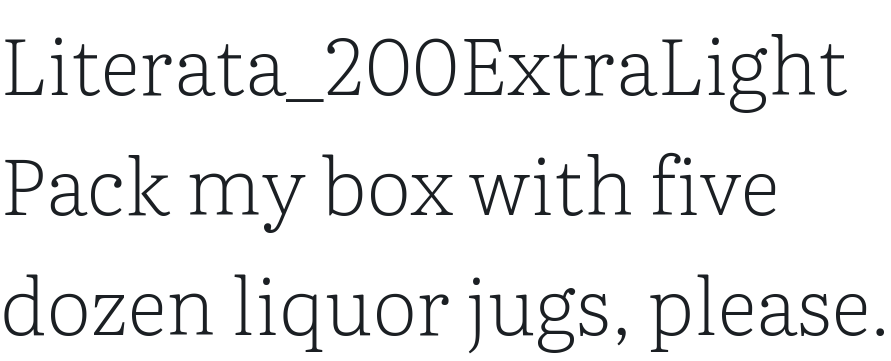 Literata_200ExtraLight
Pack my box with five
dozen liquor jugs, please.